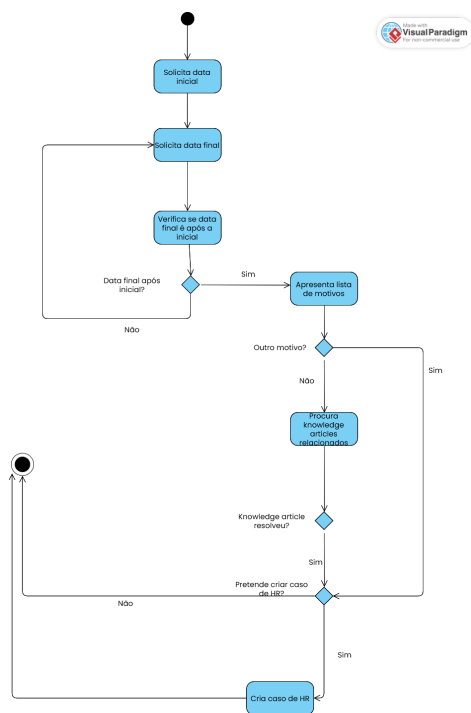 Made with
VisualParadigm
For non-commercial use
Solicita data
inicial
Solicita data final
Verifica se data
final é após a
inicial
Data final após
inicial?
Sim
Apresenta lista
de motivos
Não
Outro motivo?
Sim
Não
Procura
knowledge
articles
relacionados
Knowledge article
resolveu?
Sim
Pretende criar caso
de HR?
Não
Sim
Cria caso de HR